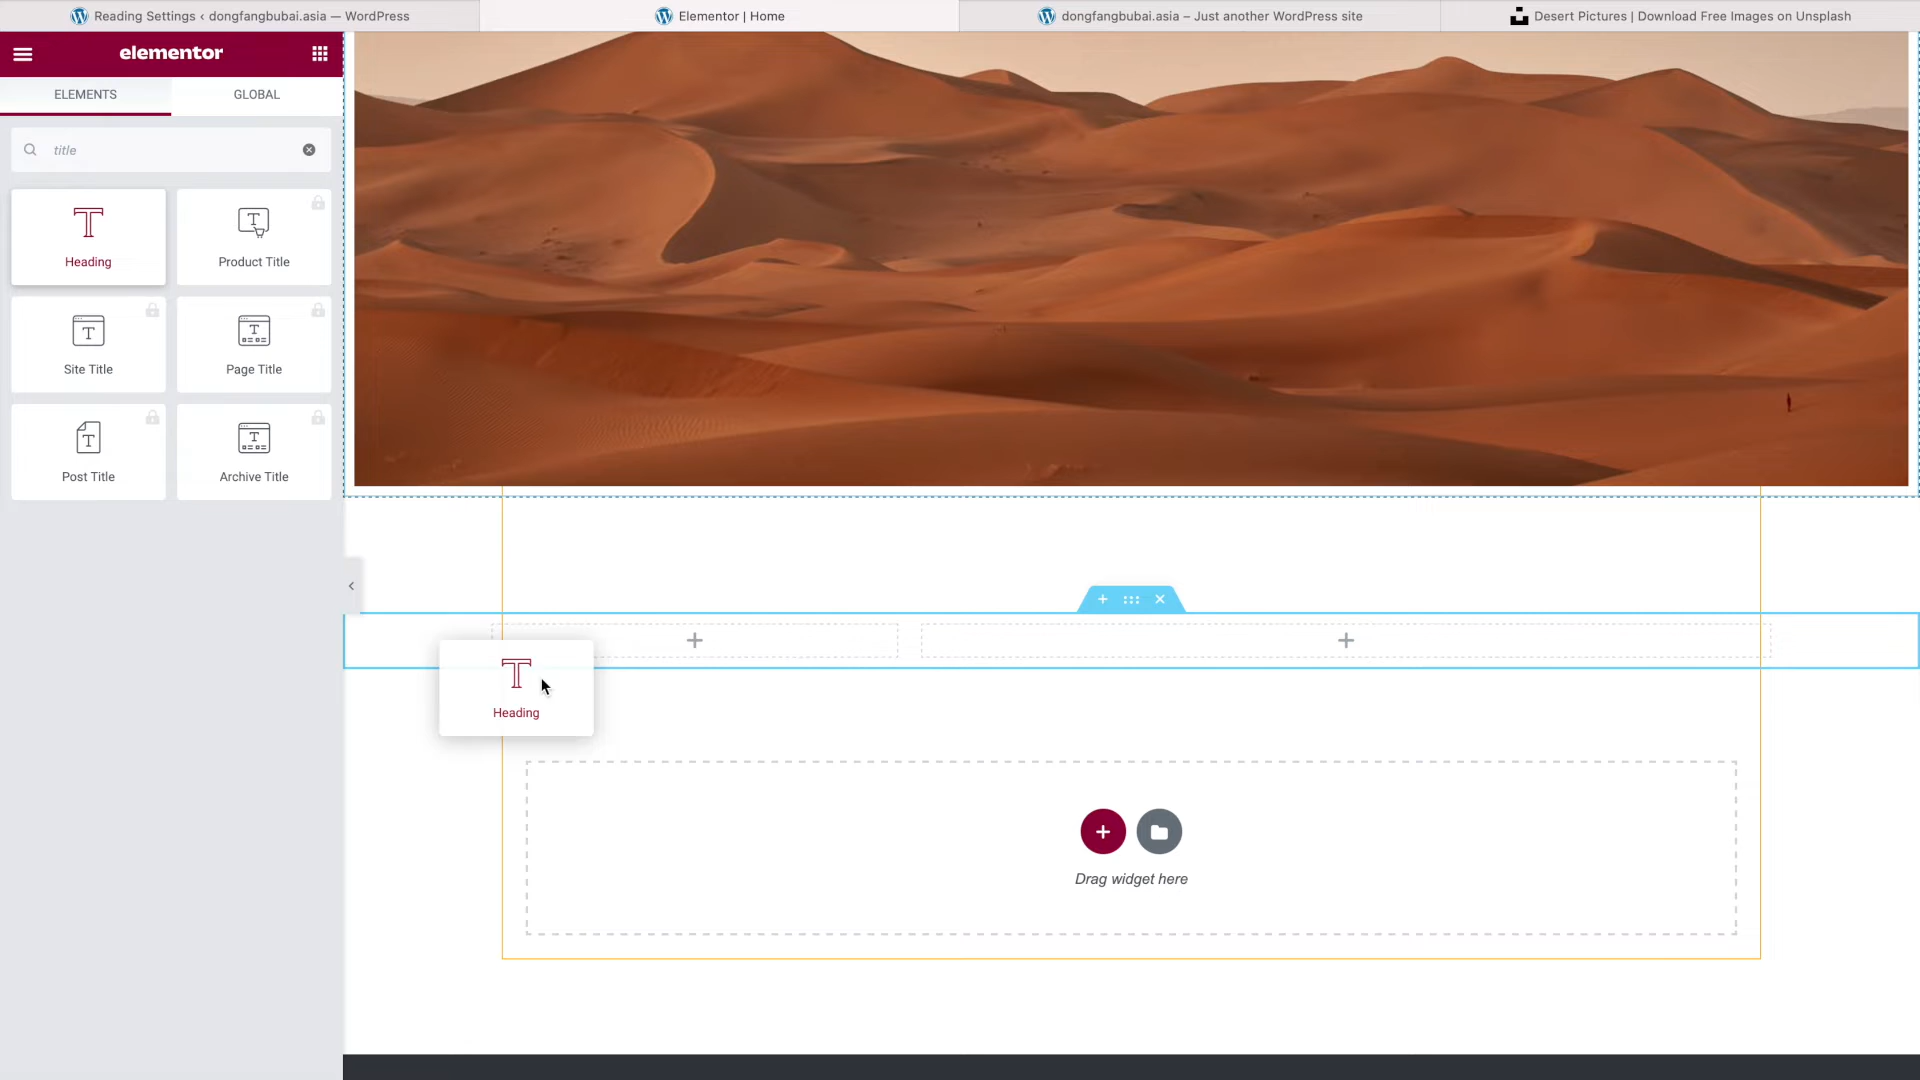 Reading Settings ‹ dongfangbubai.asia — WordPress
Elementor | Home
dongfangbubai.asia – Just another WordPress site
Desert Pictures | Download Free Images on Unsplash
elementor
ELEMENTS
GLOBAL
title
Heading
Product Title
Site Title
Page Title
Post Title
Archive Title
Heading
Drag widget here